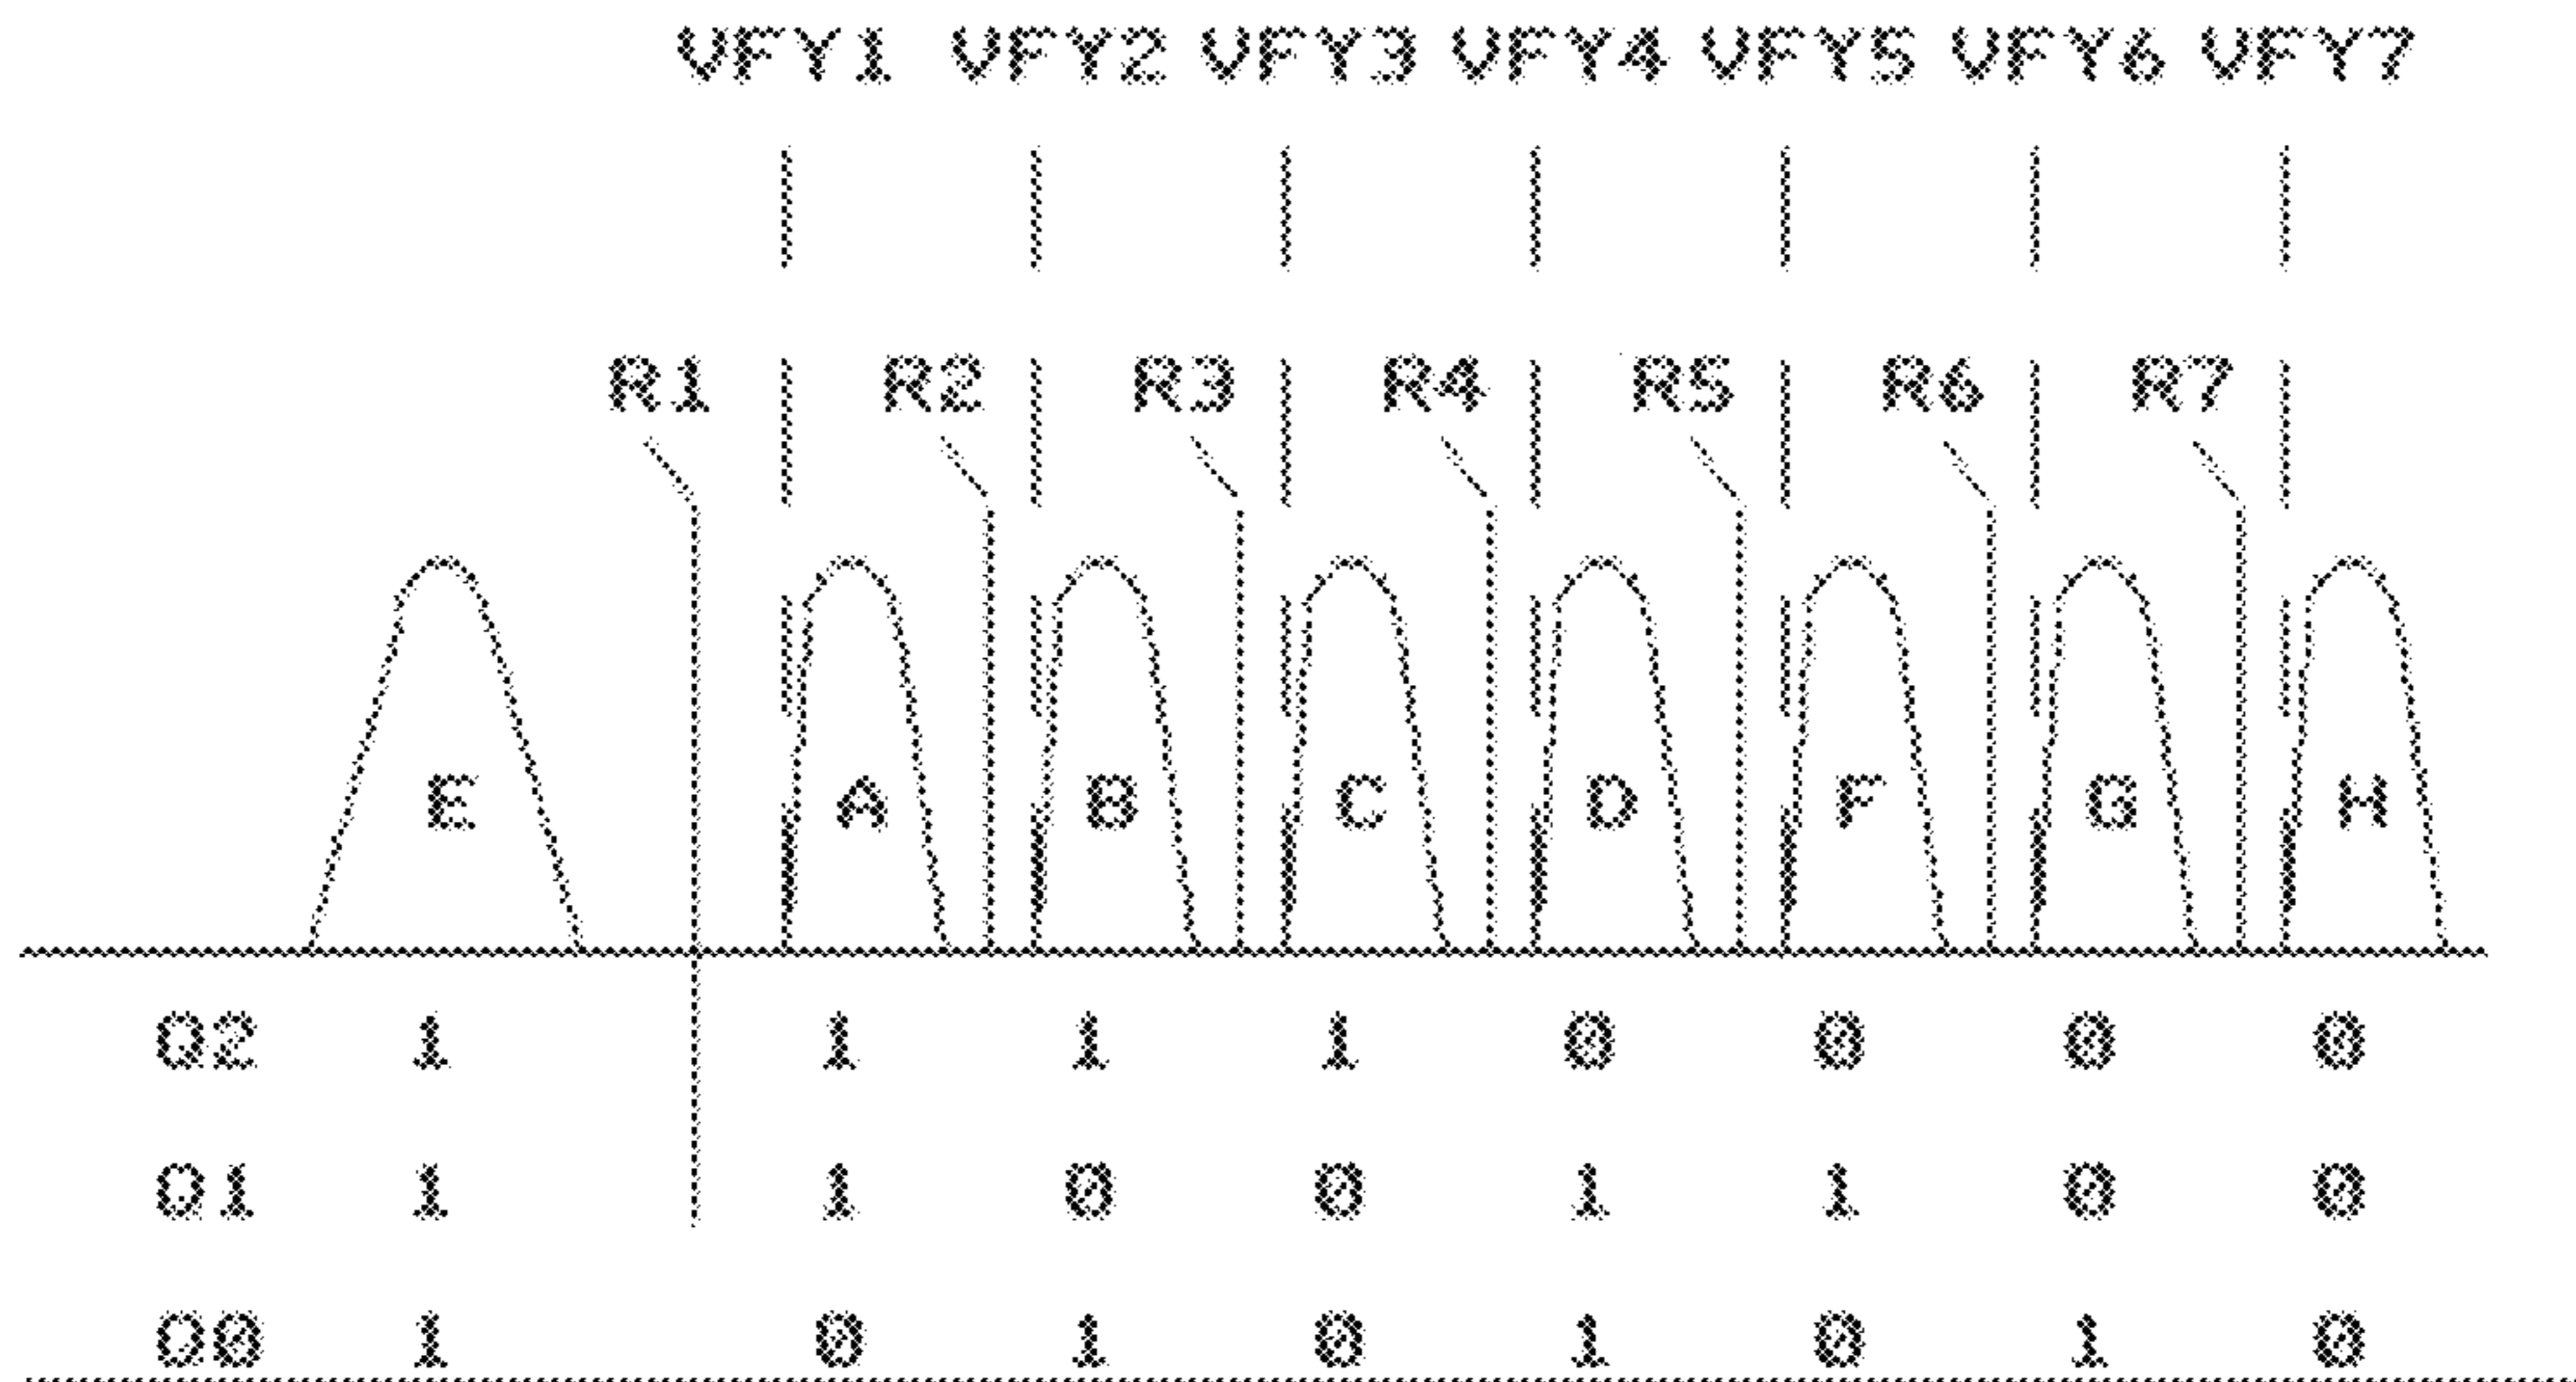 VFY1 VFY2 VFY3 VFY4 VFY5 VFY6 VFY7
R1 R2 R3 R4 R5 R6 R7
E A B C D F G H
Q2 1 1 1 1 0 0 0 0
Q1 1 1 0 0 1 1 0 0
Q0 1 0 1 0 1 0 1 0